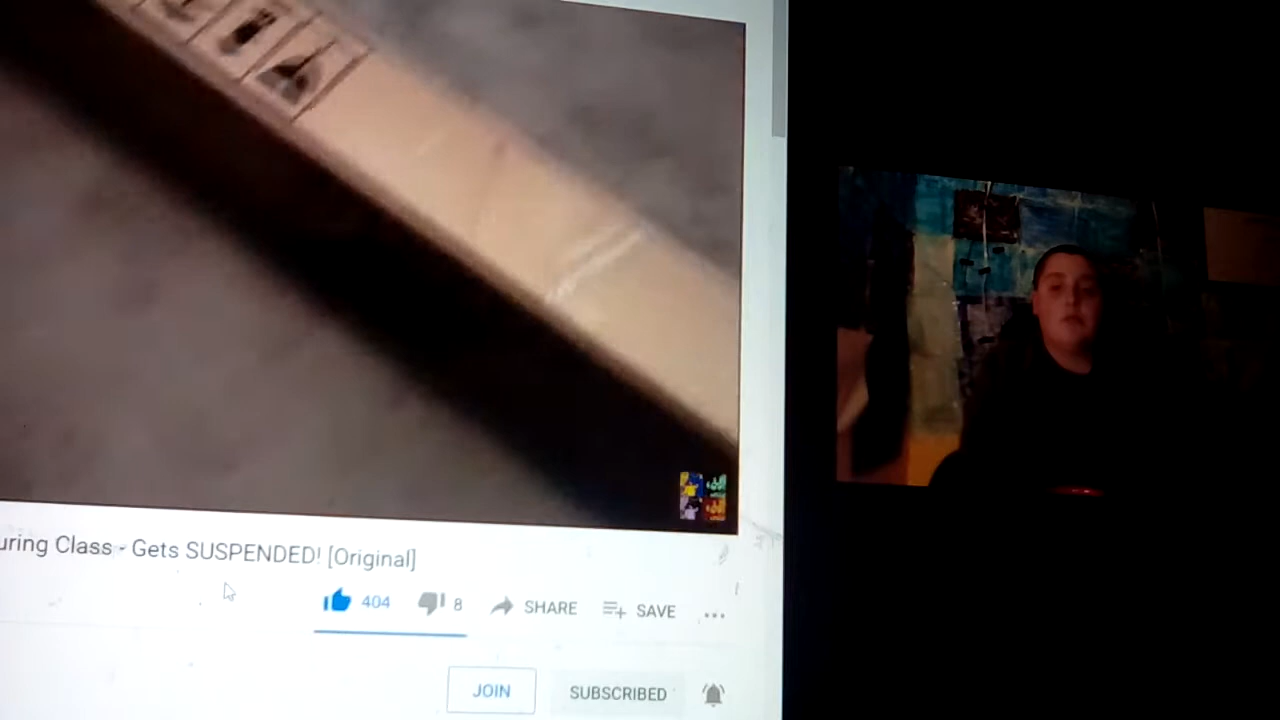 uring Class - Gets SUSPENDED! [Original]
404 8 SHARE SAVE
JOIN SUBSCRIBED